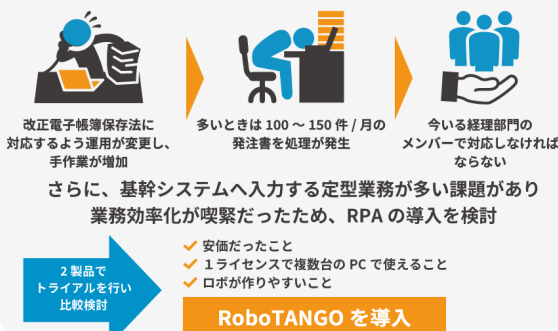 改正電子帳簿保存法に
対応するよう運用が変更し、
手作業が増加
多いときは 100 ～ 150 件 / 月の
発注書を処理が発生
今いる経理部門の
メンバーで対応しなければ
ならない
さらに、基幹システムへ入力する定型業務が多い課題があり
業務効率化が喫緊だったため、RPA の導入を検討
2 製品で
トライアルを行い
比較検討
安価だったこと
１ライセンスで複数台の PC で使えること
ロボが作りやすいこと
RoboTANGO を導入